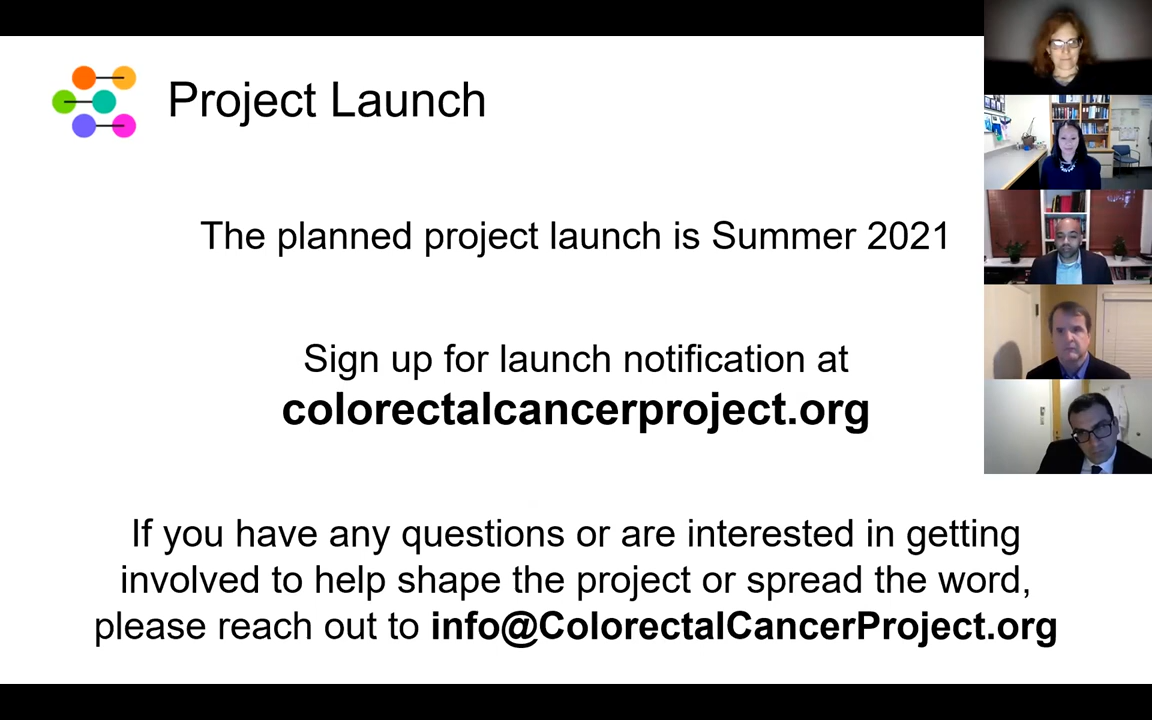 Project Launch
The planned project launch is Summer 2021
Sign up for launch notification at
colorectalcancerproject.org
If you have any questions or are interested in getting
involved to help shape the project or spread the word,
please reach out to info@ColorectalCancerProject.org